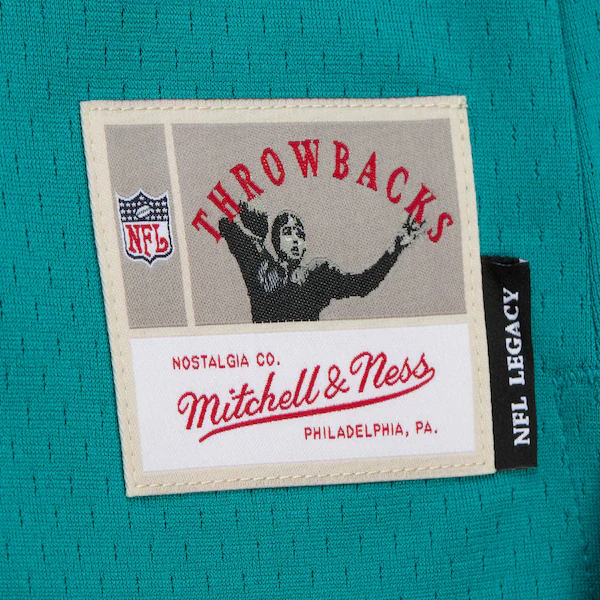 THROWBACKS
NFL
NOSTALGIA CO.
Mitchell & Ness
PHILADELPHIA, PA.
NFL LEGACY